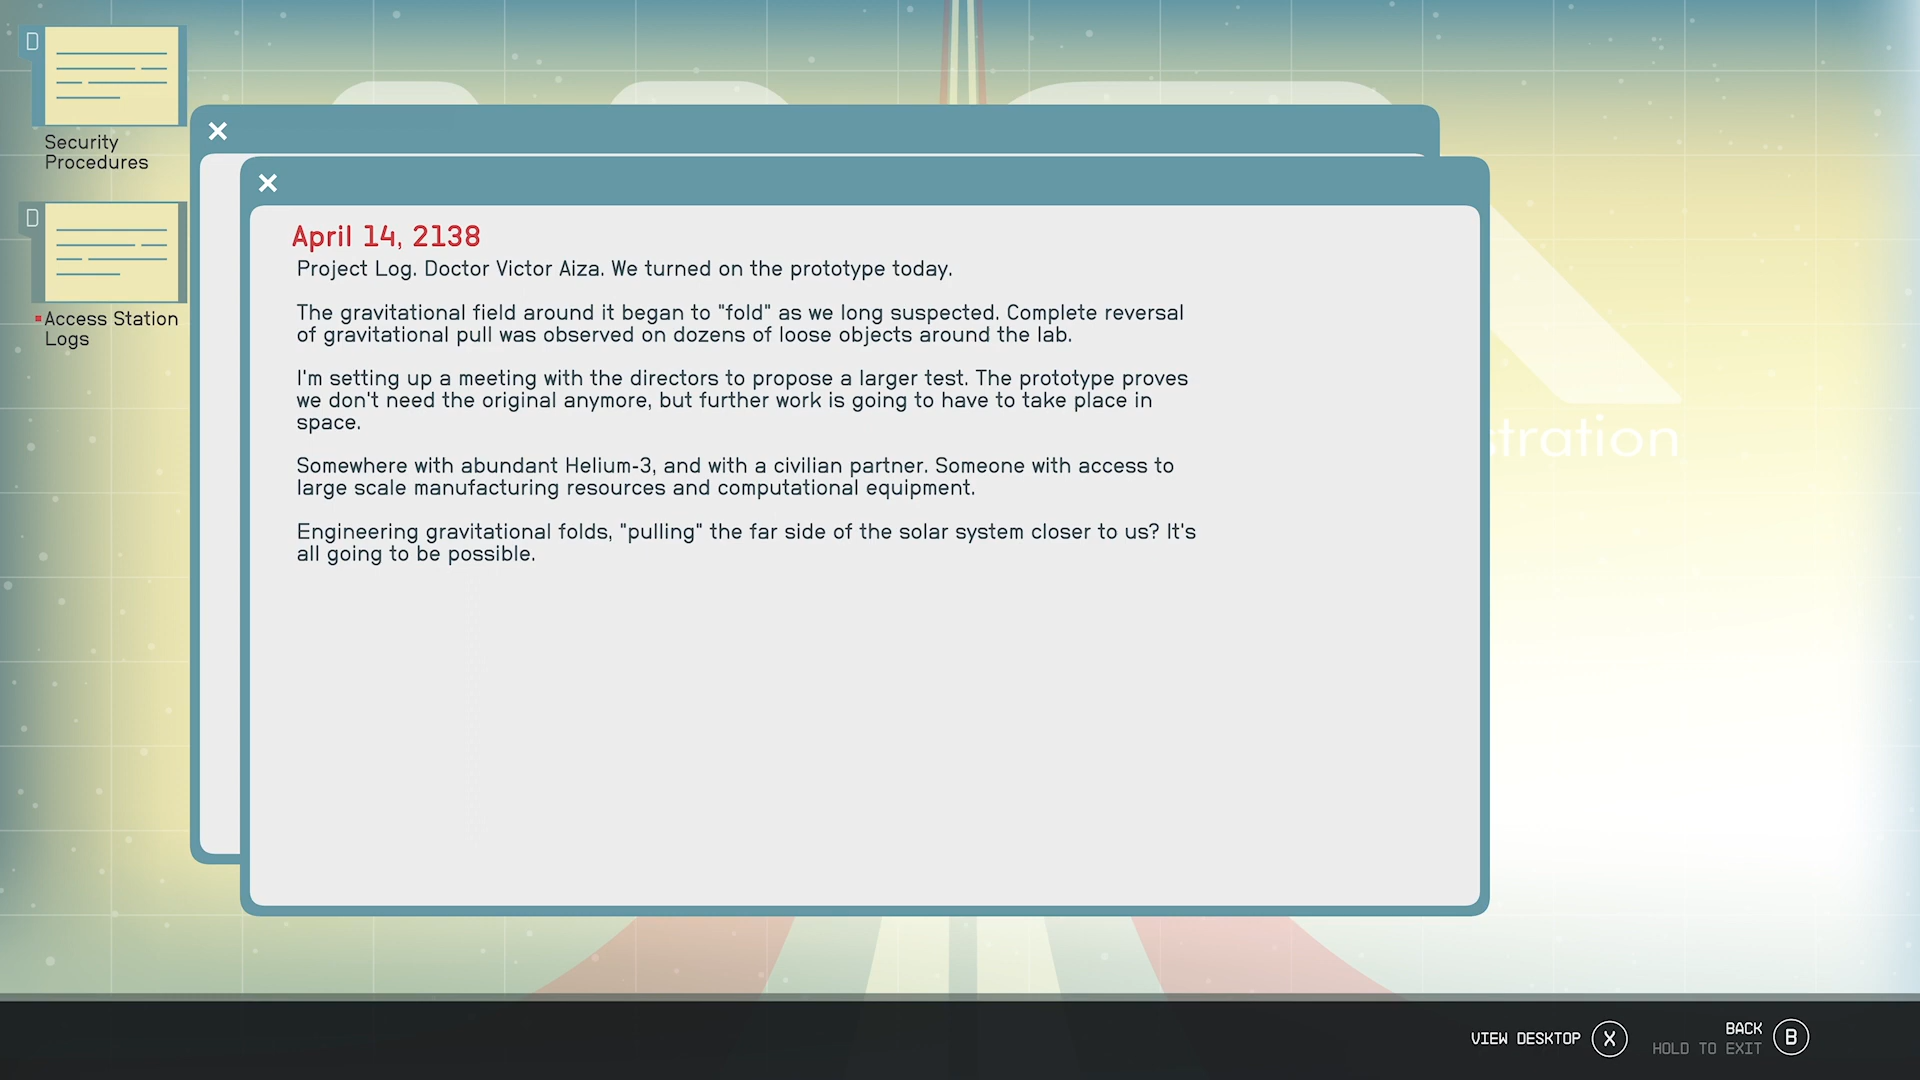 D
Security
Procedures
D
Access Station
Logs
April 14, 2138
Project Log. Doctor Victor Aiza. We turned on the prototype today.
The gravitational field around it began to "fold" as we long suspected. Complete reversal
of gravitational pull was observed on dozens of loose objects around the lab.
I'm setting up a meeting with the directors to propose a larger test. The prototype proves
we don't need the original anymore, but further work is going to have to take place in
space.
Somewhere with abundant Helium-3, and with a civilian partner. Someone with access to
large scale manufacturing resources and computational equipment.
Engineering gravitational folds, "pulling" the far side of the solar system closer to us? It's
all going to be possible.
stration
VIEW DESKTOP X
BACK B
HOLD TO EXIT